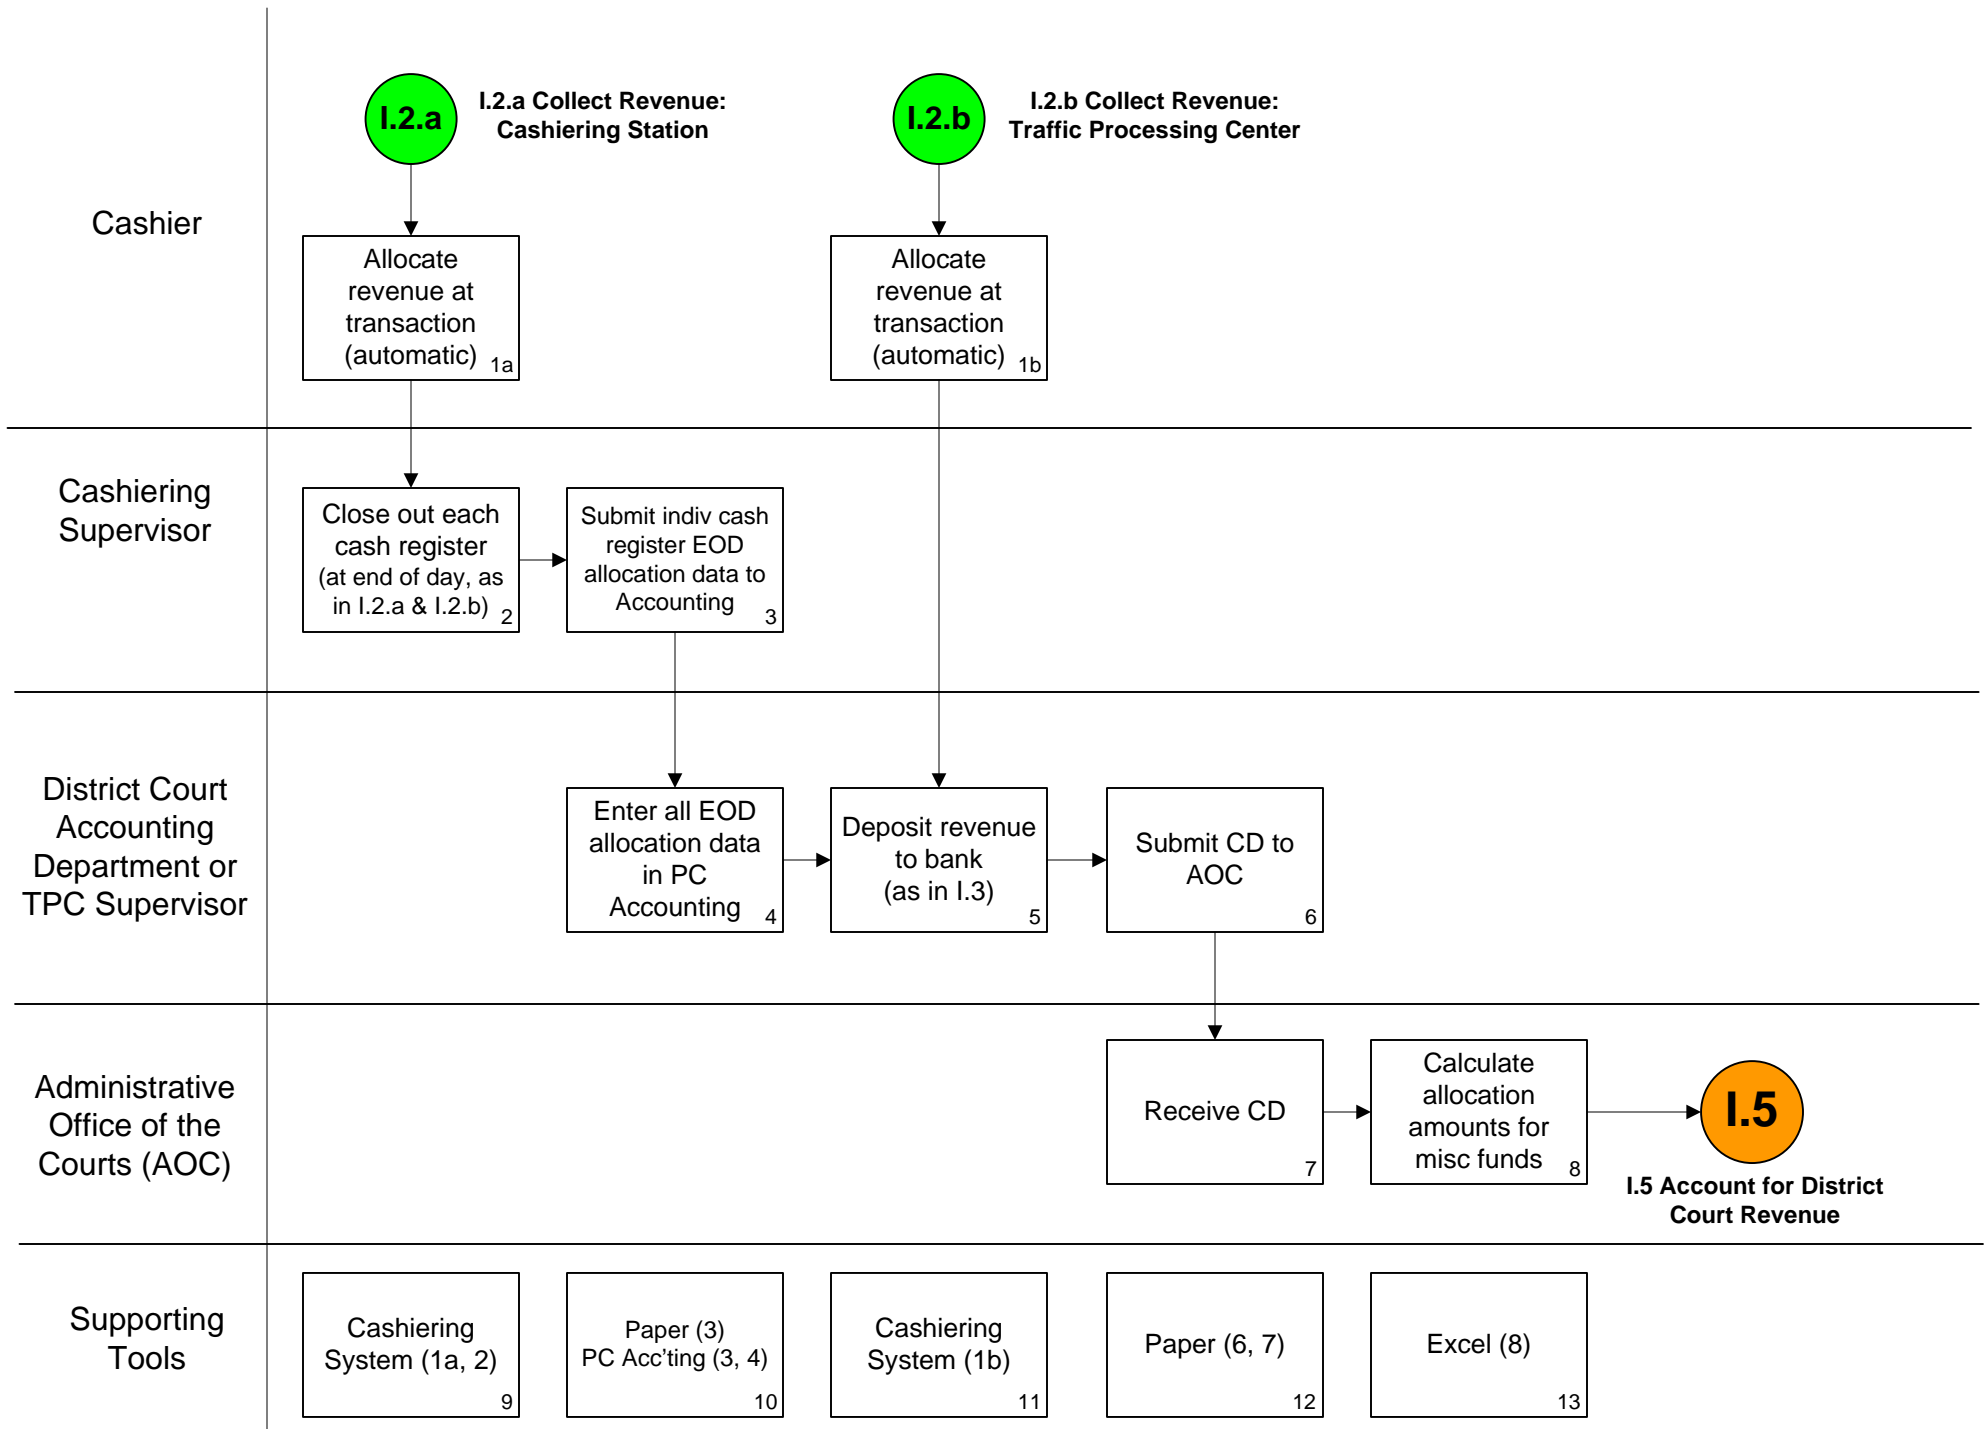 I.2.a
I.2.a Collect Revenue:
Cashiering Station
I.2.b
I.2.b Collect Revenue:
Traffic Processing Center
Cashier
Allocate
revenue at
transaction
(automatic)
1a
Allocate
revenue at
transaction
(automatic)
1b
Cashiering
Supervisor
Close out each
cash register
(at end of day, as
in I.2.a & I.2.b)
2
Submit indiv cash
register EOD
allocation data to
Accounting
3
District Court
Accounting
Department or
TPC Supervisor
Enter all EOD
allocation data
in PC
Accounting
4
Deposit revenue
to bank
(as in I.3)
5
Submit CD to
AOC
6
Administrative
Office of the
Courts (AOC)
Receive CD
7
Calculate
allocation
amounts for
misc funds
8
I.5
I.5 Account for District
Court Revenue
Supporting
Tools
Cashiering
System (1a, 2)
9
Paper (3)
PC Acc’ting (3, 4)
10
Cashiering
System (1b)
11
Paper (6, 7)
12
Excel (8)
13